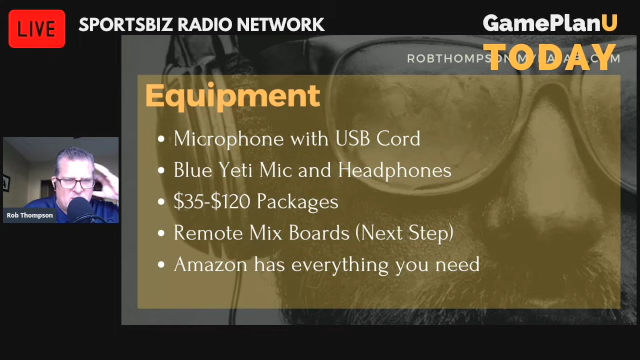 LIVE
SPORTSBIZ RADIO NETWORK
GamePlanU
TODAY
Equipment
• Microphone with USB Cord
• Blue Yeti Mic and Headphones
• $35-$120 Packages
• Remote Mix Boards (Next Step)
• Amazon has everything you need
Rob Thompson